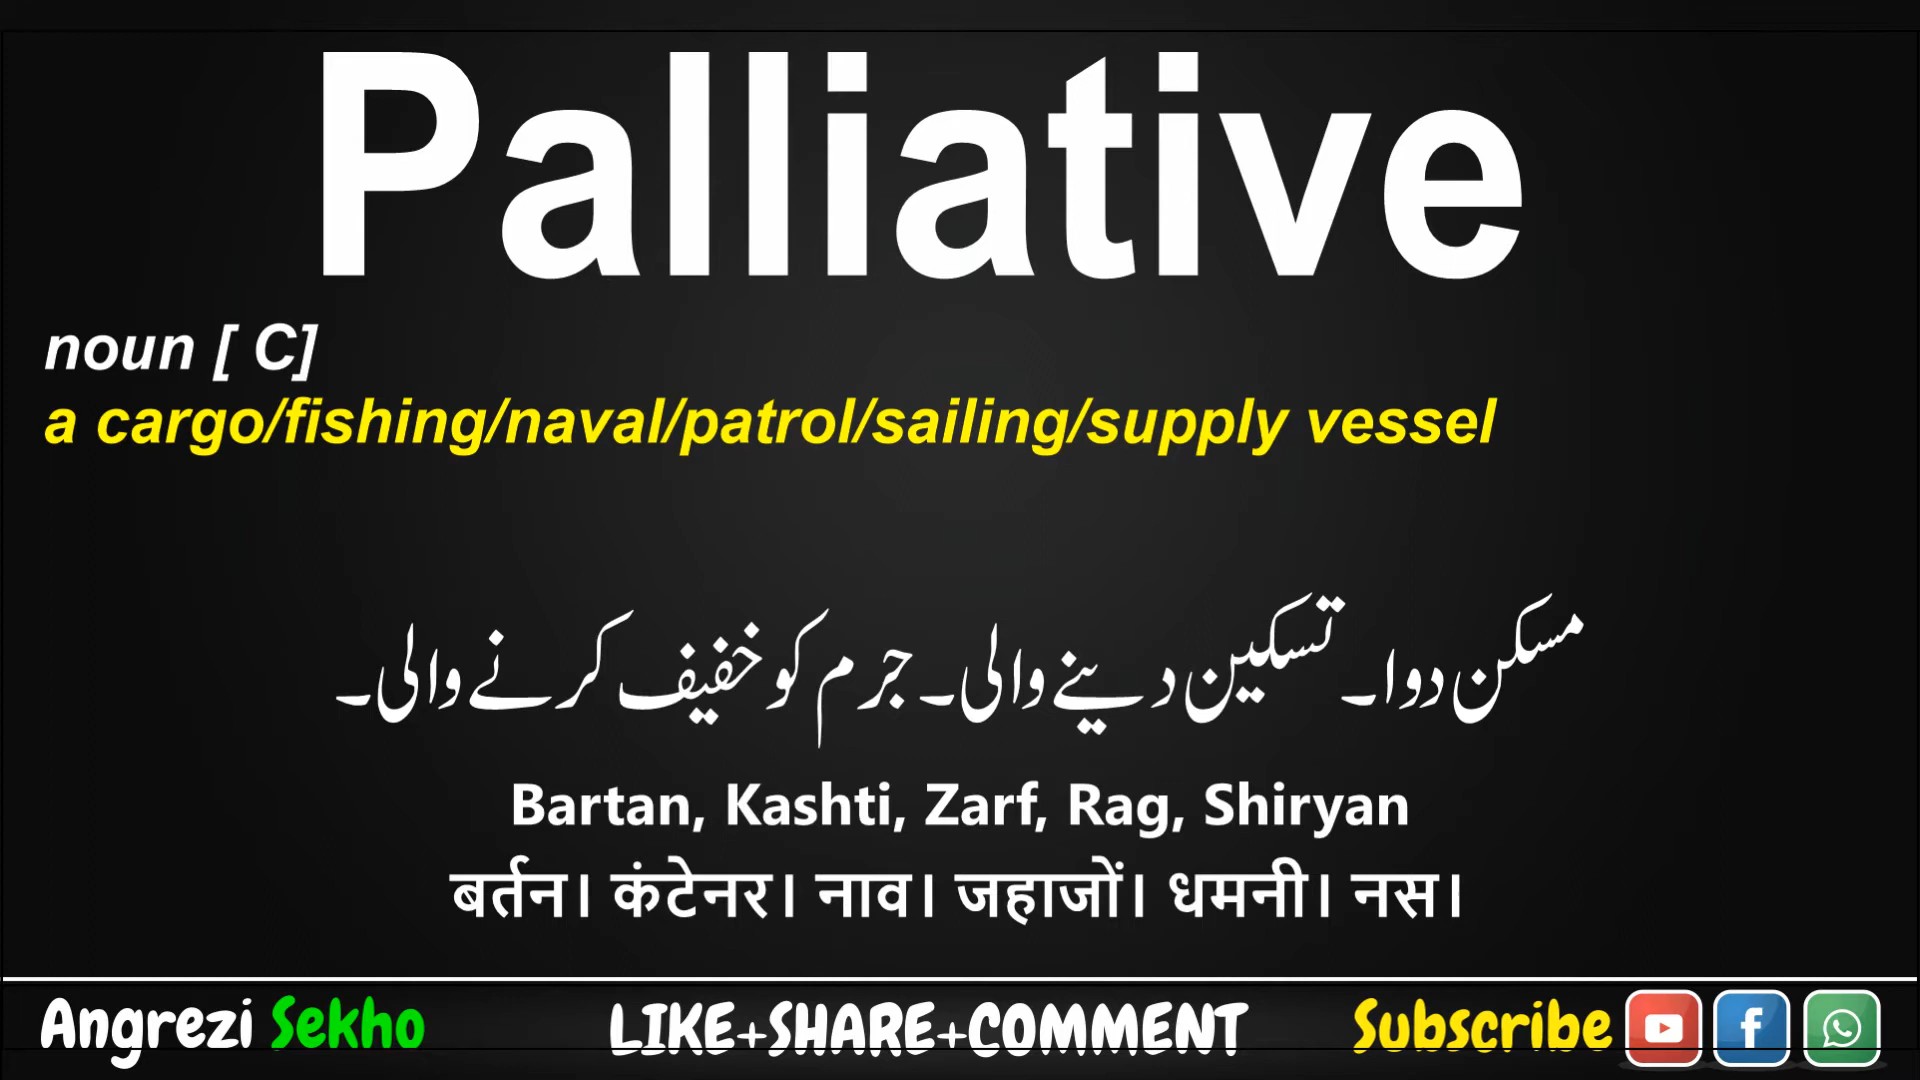 Palliative
noun [ C]
a cargo/fishing/naval/patrol/sailing/supply vessel
مسکن دوا۔ تسکین دینے والی۔ جرم کو خفیف کرنے والی۔
Bartan, Kashti, Zarf, Rag, Shiryan
बर्तन। कंटेनर। नाव। जहाजों। धमनी। नस।
Angrezi Sekho LIKE+SHARE+COMMENT Subscribe